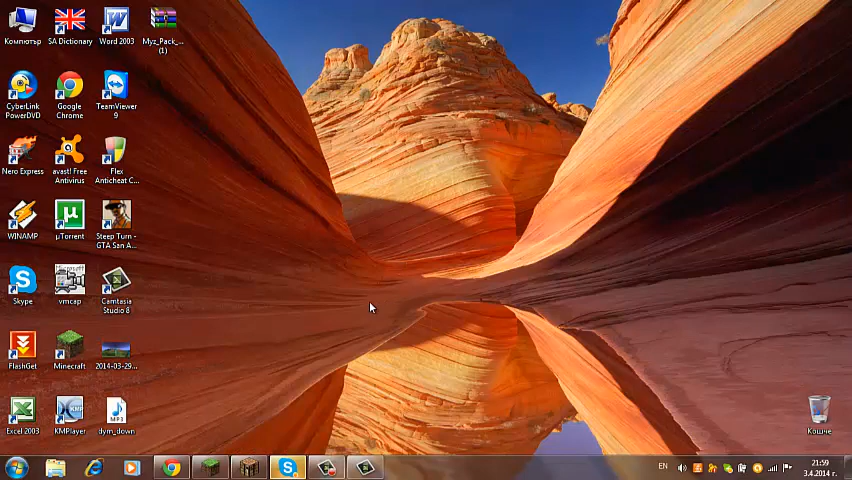 Компютър
SA Dictionary
Word 2003
Myz_Pack_...
(1)
CyberLink
PowerDVD
Google
Chrome
TeamViewer
9
Nero Express
avast! Free
Antivirus
Flex
Anticheat C...
WINAMP
µTorrent
Steep Turn -
GTA San A...
Skype
Microsoft
vmcap
Camtasia
Studio 8
FlashGet
Minecraft
2014-03-29...
Excel 2003
KMPlayer
MP3
dym_down
Кошче
EN
21:59
3.4.2014 г.